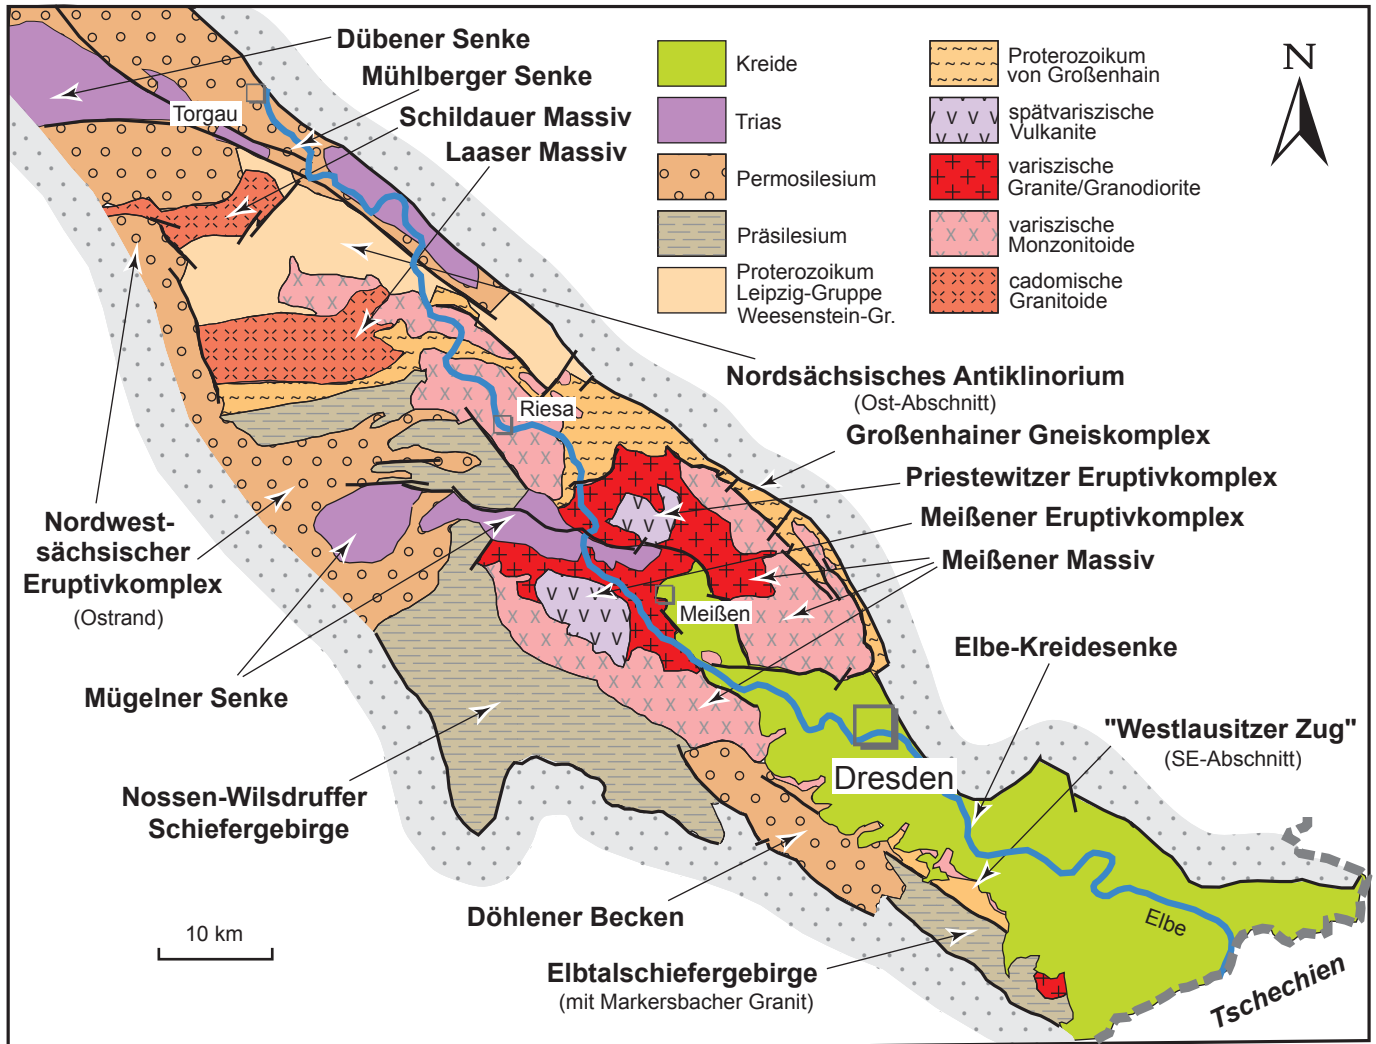 Dübener Senke
Mühlberger Senke
Schildauer Massiv
Laaser Massiv
Torgau
Kreide
Trias
Permosilesium
Präsilesium
Proterozoikum
Leipzig-Gruppe
Weesenstein-Gr.
Proterozoikum
von Großenhain
spätvariszische
Vulkanite
variszische
Granite/Granodiorite
variszische
Monzonitoide
cadomische
Granitoide
N
Nordsächsisches Antiklinorium
(Ost-Abschnitt)
Riesa
Großenhainer Gneiskomplex
Priestewitzer Eruptivkomplex
Meißener Eruptivkomplex
Meißener Massiv
Nordwest-
sächsischer
Eruptivkomplex
(Ostrand)
Meißen
Elbe-Kreidesenke
Mügelner Senke
"Westlausitzer Zug"
(SE-Abschnitt)
Dresden
Nossen-Wilsdruffer
Schiefergebirge
Döhlener Becken
Elbe
10 km
Elbtalschiefergebirge
(mit Markersbacher Granit)
Tschechien